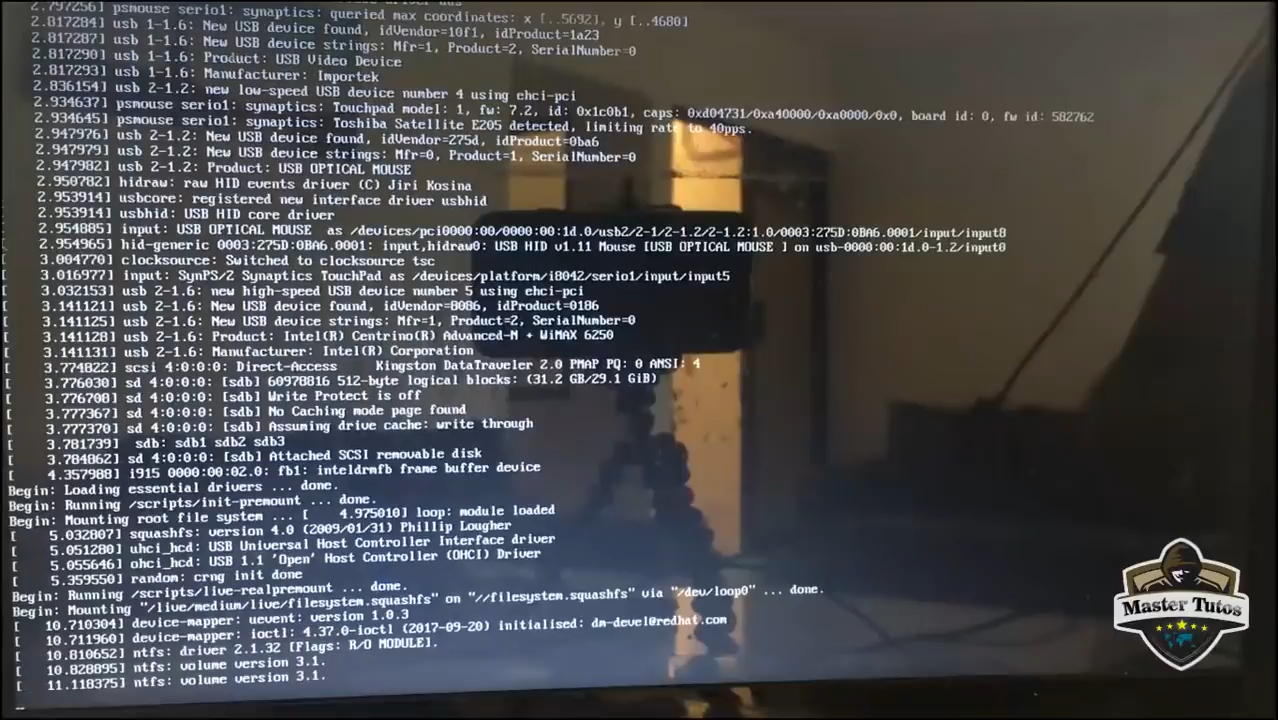 2.797256] psmouse serio1: synaptics: queried max coordinates: x [..5692], y [..4680]
2.817284] usb 1-1.6: New USB device found, idVendor=10f1, idProduct=1a23
2.817287] usb 1-1.6: New USB device strings: Mfr=1, Product=2, SerialNumber=0
2.817290] usb 1-1.6: Product: USB Video Device
2.817293] usb 1-1.6: Manufacturer: Importek
2.836154] usb 2-1.2: new low-speed USB device number 4 using ehci-pci
2.934637] psmouse serio1: synaptics: Touchpad model: 1, fw: 7.2, id: 0x1c0b1, caps: 0xd04731/0xa40000/0xa0000/0x0, board id: 0, fw id: 582762
2.934645] psmouse serio1: synaptics: Toshiba Satellite E205 detected, limiting rate to 40pps.
2.947976] usb 2-1.2: New USB device found, idVendor=275d, idProduct=0ba6
2.947979] usb 2-1.2: New USB device strings: Mfr=0, Product=1, SerialNumber=0
2.947982] usb 2-1.2: Product: USB OPTICAL MOUSE
2.950782] hidraw: raw HID events driver (C) Jiri Kosina
2.953914] usbcore: registered new interface driver usbhid
2.953914] usbhid: USB HID core driver
2.954885] input: USB OPTICAL MOUSE as /devices/pci0000:00/0000:00:1d.0/usb2/2-1/2-1.2/2-1.2:1.0/0003:275D:0BA6.0001/input/input8
2.954965] hid-generic 0003:275D:0BA6.0001: input,hidraw0: USB HID v1.11 Mouse [USB OPTICAL MOUSE ] on usb-0000:00:1d.0-1.2/input0
[ 3.004770] clocksource: Switched to clocksource tsc
[ 3.016977] input: SynPS/2 Synaptics TouchPad as /devices/platform/i8042/serio1/input/input5
[ 3.032153] usb 2-1.6: new high-speed USB device number 5 using ehci-pci
[ 3.141121] usb 2-1.6: New USB device found, idVendor=8086, idProduct=0186
[ 3.141125] usb 2-1.6: New USB device strings: Mfr=1, Product=2, SerialNumber=0
[ 3.141128] usb 2-1.6: Product: Intel(R) Centrino(R) Advanced-N + WiMAX 6250
[ 3.141131] usb 2-1.6: Manufacturer: Intel(R) Corporation
[ 3.774822] scsi 4:0:0:0: Direct-Access Kingston DataTraveler 2.0 PMAP PQ: 0 ANSI: 4
[ 3.776030] sd 4:0:0:0: [sdb] 60978816 512-byte logical blocks: (31.2 GB/29.1 GiB)
[ 3.776708] sd 4:0:0:0: [sdb] Write Protect is off
[ 3.777367] sd 4:0:0:0: [sdb] No Caching mode page found
[ 3.777370] sd 4:0:0:0: [sdb] Assuming drive cache: write through
[ 3.781739] sdb: sdb1 sdb2 sdb3
[ 3.784862] sd 4:0:0:0: [sdb] Attached SCSI removable disk
[ 4.357988] i915 0000:00:02.0: fb1: inteldrmfb frame buffer device
Begin: Loading essential drivers ... done.
Begin: Running /scripts/init-premount ... done.
Begin: Mounting root file system ... [ 4.975010] loop: module loaded
[ 5.032807] squashfs: version 4.0 (2009/01/31) Phillip Lougher
[ 5.051280] uhci_hcd: USB Universal Host Controller Interface driver
[ 5.055646] ohci_hcd: USB 1.1 'Open' Host Controller (OHCI) Driver
[ 5.359550] random: crng init done
Begin: Running /scripts/live-realpremount ... done.
Begin: Mounting "/live/medium/live/filesystem.squashfs" on "//filesystem.squashfs" via "/dev/loop0" ... done.
[ 10.710304] device-mapper: uevent: version 1.0.3
[ 10.711960] device-mapper: ioctl: 4.37.0-ioctl (2017-09-20) initialised: dm-devel@redhat.com
[ 10.810652] ntfs: driver 2.1.32 [Flags: R/O MODULE].
[ 10.828895] ntfs: volume version 3.1.
[ 11.118375] ntfs: volume version 3.1.
Master Tutos